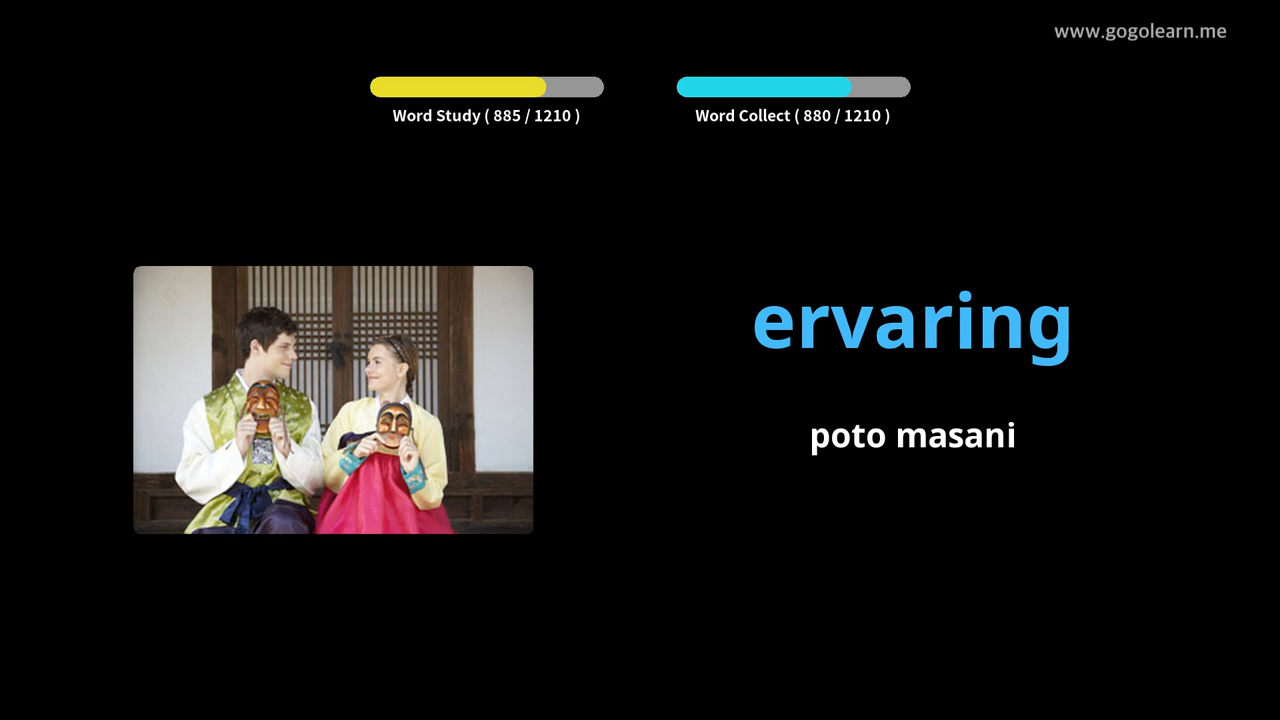 www.gogolearn.me
Word Study ( 885 / 1210 )
Word Collect ( 880 / 1210 )
ervaring
poto masani